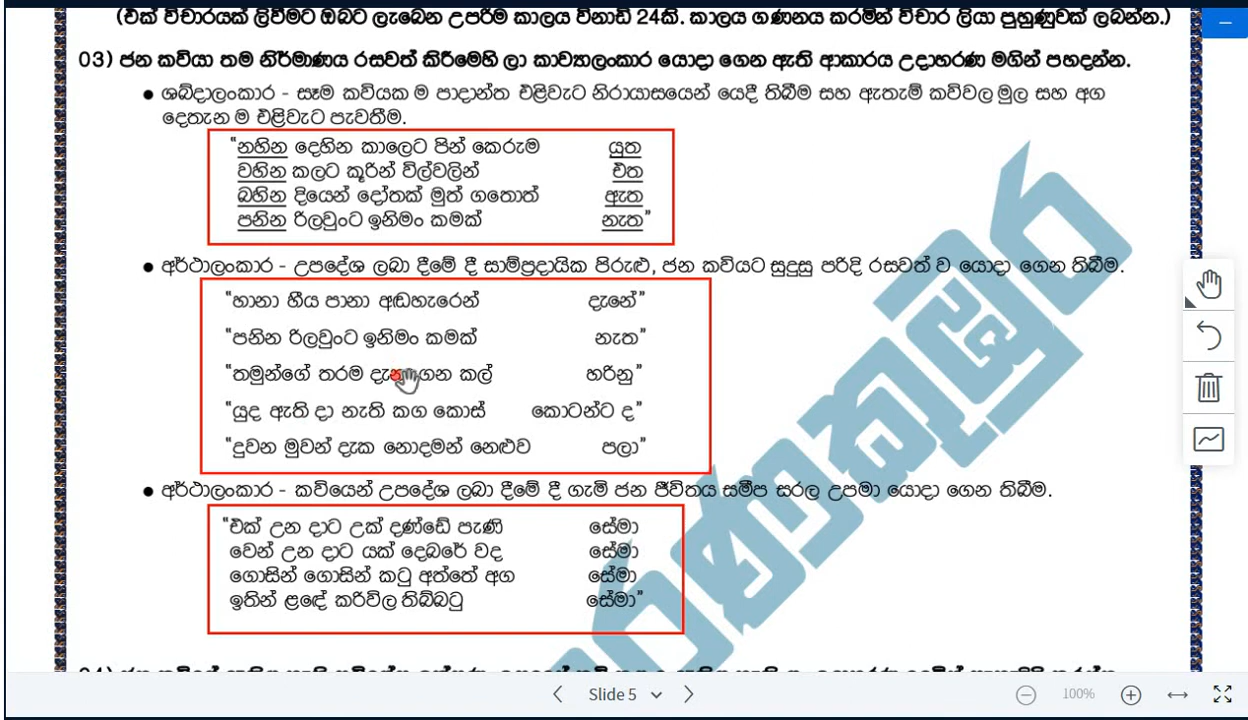 (එක් විචාරයක් ලිවීමට ඔබට ලැබෙන උපරිම කාලය විනාඩි 24කි. කාලය ගණනය කරමින් විචාර ලියා පුහුණුවක් ලබන්න.)
03) ජන කවියා තම නිර්මාණය රසවත් කිරීමෙහි ලා කාව්‍යාලංකාර යොදා ගෙන ඇති ආකාරය උදාහරණ මගින් පහදන්න.
● ශබ්දාලංකාර - සෑම කවියක ම පාදාන්ත එළිවැට නිරායාසයෙන් යෙදී තිබීම සහ ඇතැම් කවිවල මුල සහ අග
දෙතැන ම එළිවැට පැවතීම.
“නහින දෙහින කාලෙට පින් කෙරුම යුත
වහින කලට කූරින් විල්වලින් එත
බහින දියෙන් දෝතක් මුත් ගතොත් ඇත
පනින රිලවුංට ඉනිමං කමක් නැත”
● අර්ථාලංකාර - උපදේශ ලබා දීමේ දී සාම්ප්‍රදායික පිරුළු, ජන කවියට සුදුසු පරිදි රසවත් ව යොදා ගෙන තිබීම.
“හානා හීය පානා අඬහැරෙන් දැනේ”
“පනින රිලවුංට ඉනිමං කමක් නැත”
“තමුන්ගේ තරම කල් හරිනු”
“යුද ඇති දා නැති කග කොස් කොටන්ට ද”
“දුවන මුවන් දැක නොදමන් නෙළුව පලා”
● අර්ථාලංකාර - කවියෙන් උපදේශ ලබා දීමේ දී ගැමි ජන ජීවිතය සමීප සරල උපමා යොදා ගෙන තිබීම.
“එක් උන දාට උක් දණ්ඩේ පැණි සේමා
වෙන් උන දාට යක් දෙබරේ වද සේමා
ගොසින් ගොසින් කටු අත්තේ අග සේමා
ඉතින් ළඳේ කරිවිල තිබ්බටු සේමා”
Slide 5
100%